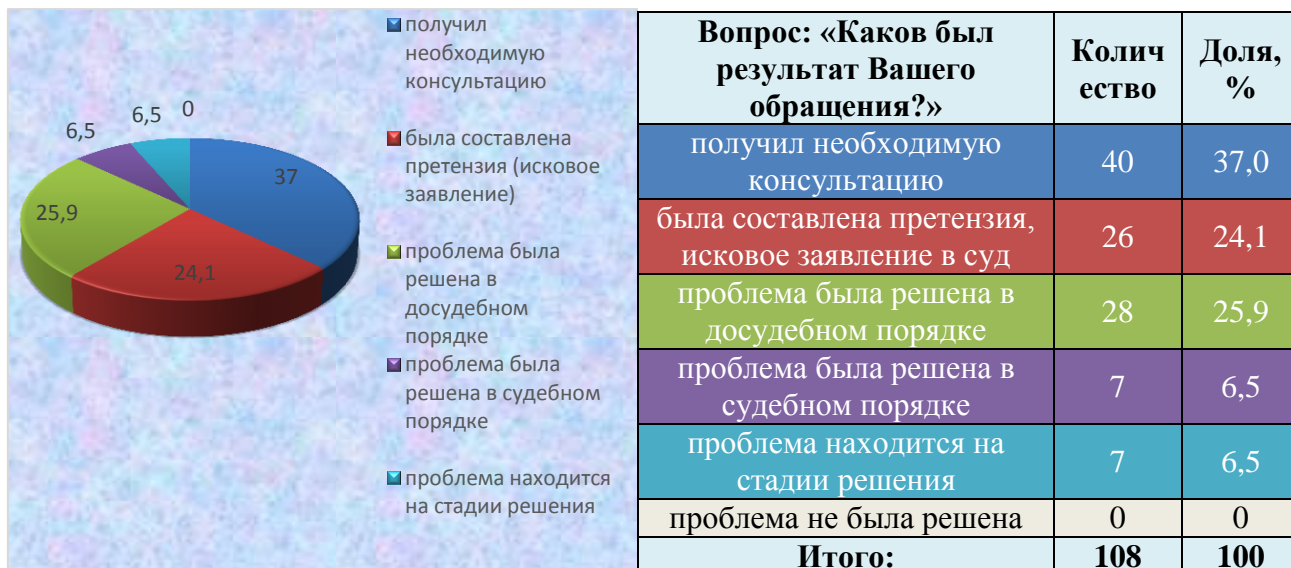 получил
необходимую
консультацию
была составлена
претензия (исковое
заявление)
проблема была
решена в
досудебном
порядке
проблема была
решена в судебном
порядке
проблема находится
на стадии решения
0
6,5
6,5
37
25,9
24,1
Вопрос: «Каков был
результат Вашего
обращения?»
Колич
ество
Доля,
%
получил необходимую
консультацию
40
37,0
была составлена претензия,
исковое заявление в суд
26
24,1
проблема была решена в
досудебном порядке
28
25,9
проблема была решена в
судебном порядке
7
6,5
проблема находится на
стадии решения
7
6,5
проблема не была решена
0
0
Итого:
108
100